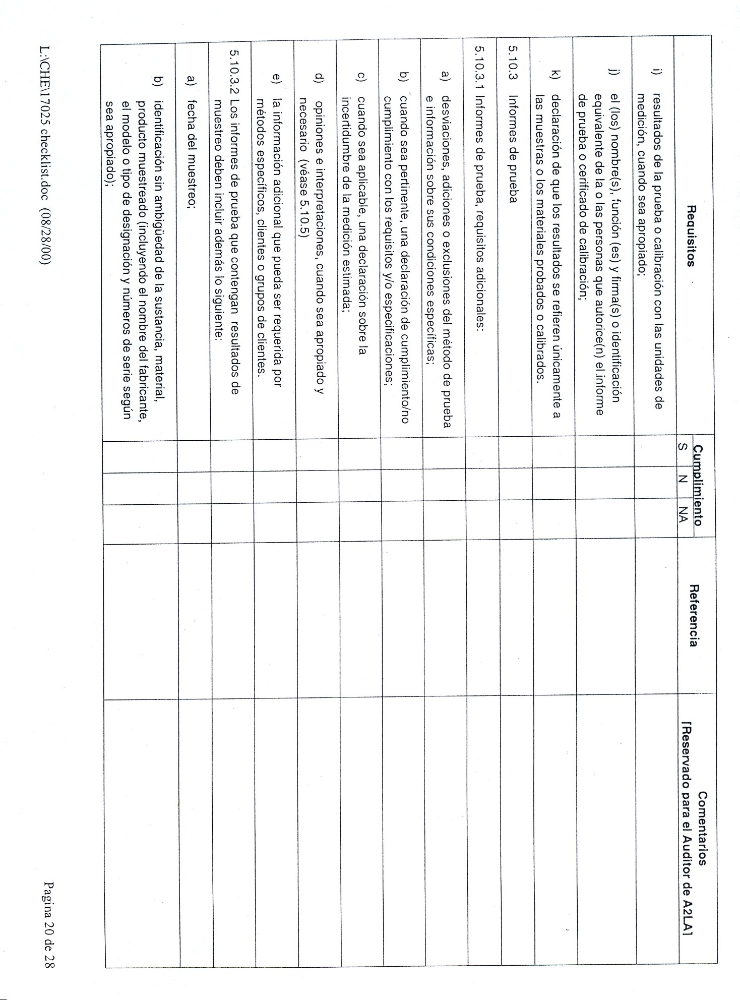 Requisitos
Cumplimiento
Referencia
Comentarios
S N NA
[Reservado para el Auditor de A2LA]
i) resultados de la prueba o calibración con las unidades de
medición, cuando sea apropiado;
j) el (los) nombre(s), función (es) y firma(s) o identificación
equivalente de la o las personas que autorice(n) el informe
de prueba o cerificado de calibración;
k) declaración de que los resultados se refieren únicamente a
las muestras o los materiales probados o calibrados.
5.10.3 Informes de prueba
5.10.3.1 Informes de prueba, requisitos adicionales:
a) desviaciones, adiciones o exclusiones del método de prueba
e información sobre sus condiciones específicas;
b) cuando sea pertinente, una declaración de cumplimiento/no
cumplimiento con los requisitos y/o especificaciones;
c) cuando sea aplicable, una declaración sobre la
incertidumbre de la medición estimada;
d) opiniones e interpretaciones, cuando sea apropiado y
necesario (véase 5.10.5)
e) la información adicional que pueda ser requerida por
métodos específicos, clientes o grupos de clientes.
5.10.3.2 Los informes de prueba que contengan resultados de
muestreo deben incluir además lo siguiente:
a) fecha del muestreo;
b) identificación sin ambigüedad de la sustancia, material,
producto muestreado (incluyendo el nombre del fabricante,
el modelo o tipo de designación y números de serie según
sea apropiado);
L:\CHE\17025 checklist.doc (08/28/00)
Pagina 20 de 28